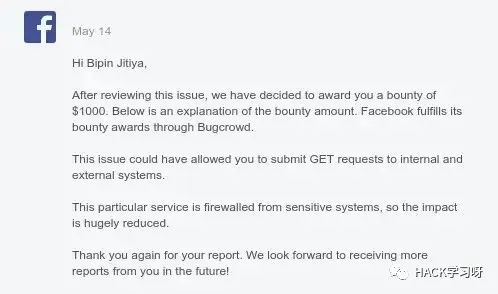 May 14
Hi Bipin Jitiya,
After reviewing this issue, we have decided to award you a bounty of
$1000. Below is an explanation of the bounty amount. Facebook fulfills its
bounty awards through Bugcrowd.
This issue could have allowed you to submit GET requests to internal and
external systems.
This particular service is firewalled from sensitive systems, so the impact
is hugely reduced.
Thank you again for your report. We look forward to receiving more
reports from you in the future!
HACK学习呀